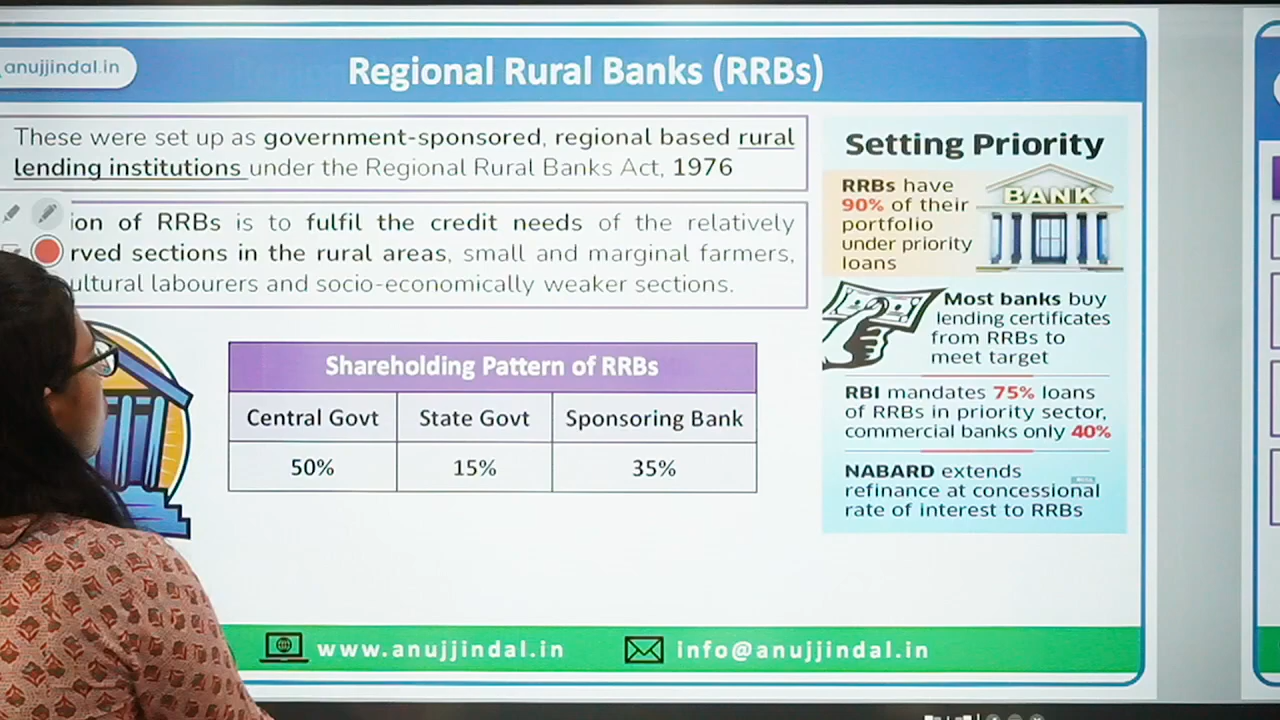 anujjindal.in
Regional Rural Banks (RRBs)
These were set up as government-sponsored, regional based rural
lending institutions under the Regional Rural Banks Act, 1976
ion of RRBs is to fulfil the credit needs of the relatively
rved sections in the rural areas, small and marginal farmers,
ultural labourers and socio-economically weaker sections.
Shareholding Pattern of RRBs
Central Govt State Govt Sponsoring Bank
50% 15% 35%
Setting Priority
RRBs have
90% of their
portfolio
under priority
loans
BANK
Most banks buy
lending certificates
from RRBs to
meet target
RBI mandates 75% loans
of RRBs in priority sector,
commercial banks only 40%
NABARD extends
refinance at concessional
rate of interest to RRBs
www.anujjindal.in
info@anujjindal.in